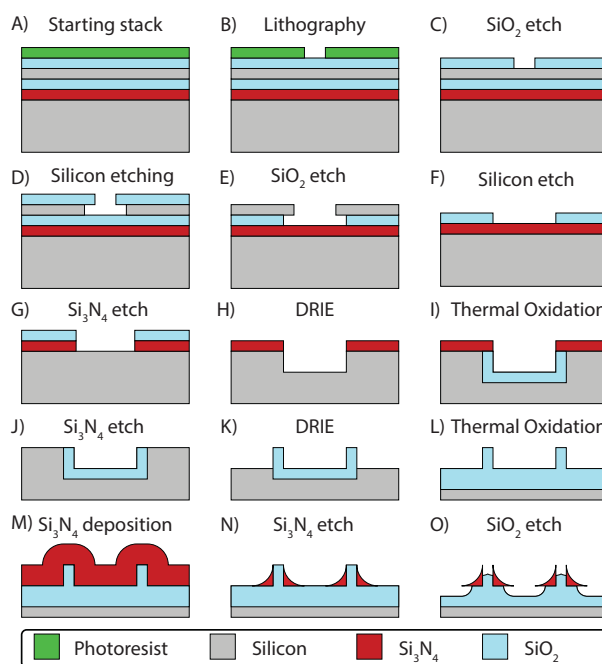 A) Starting stack
B) Lithography
C) SiO₂ etch
D) Silicon etching
E) SiO₂ etch
F) Silicon etch
G) Si₃N₄ etch
H) DRIE
I) Thermal Oxidation
J) Si₃N₄ etch
K) DRIE
L) Thermal Oxidation
M) Si₃N₄ deposition
N) Si₃N₄ etch
O) SiO₂ etch
Photoresist
Silicon
Si₃N₄
SiO₂